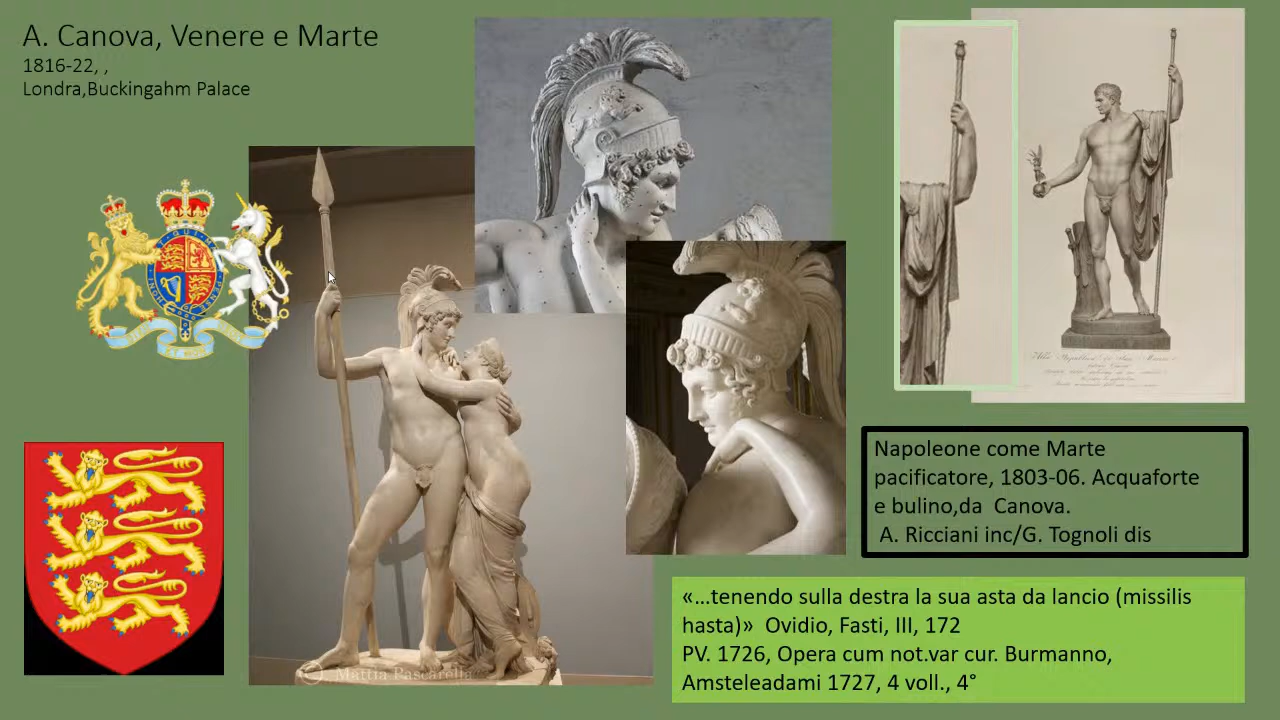 A. Canova, Venere e Marte
1816-22, ,
Londra,Buckingahm Palace
Napoleone come Marte
pacificatore, 1803-06. Acquaforte
e bulino,da  Canova.
A. Ricciani inc/G. Tognoli dis
«...tenendo sulla destra la sua asta da lancio (missilis
hasta)»  Ovidio, Fasti, III, 172
PV. 1726, Opera cum not.var cur. Burmanno,
Amsteleadami 1727, 4 voll., 4°
Mattia Pascarella